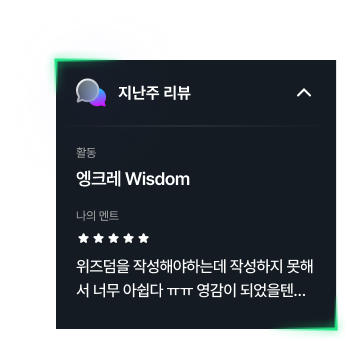 지난주 리뷰
활동
엥크레 Wisdom
나의 멘트
위즈덤을 작성해야하는데 작성하지 못해
서 너무 아쉽다 ㅠㅠ 영감이 되었을텐...